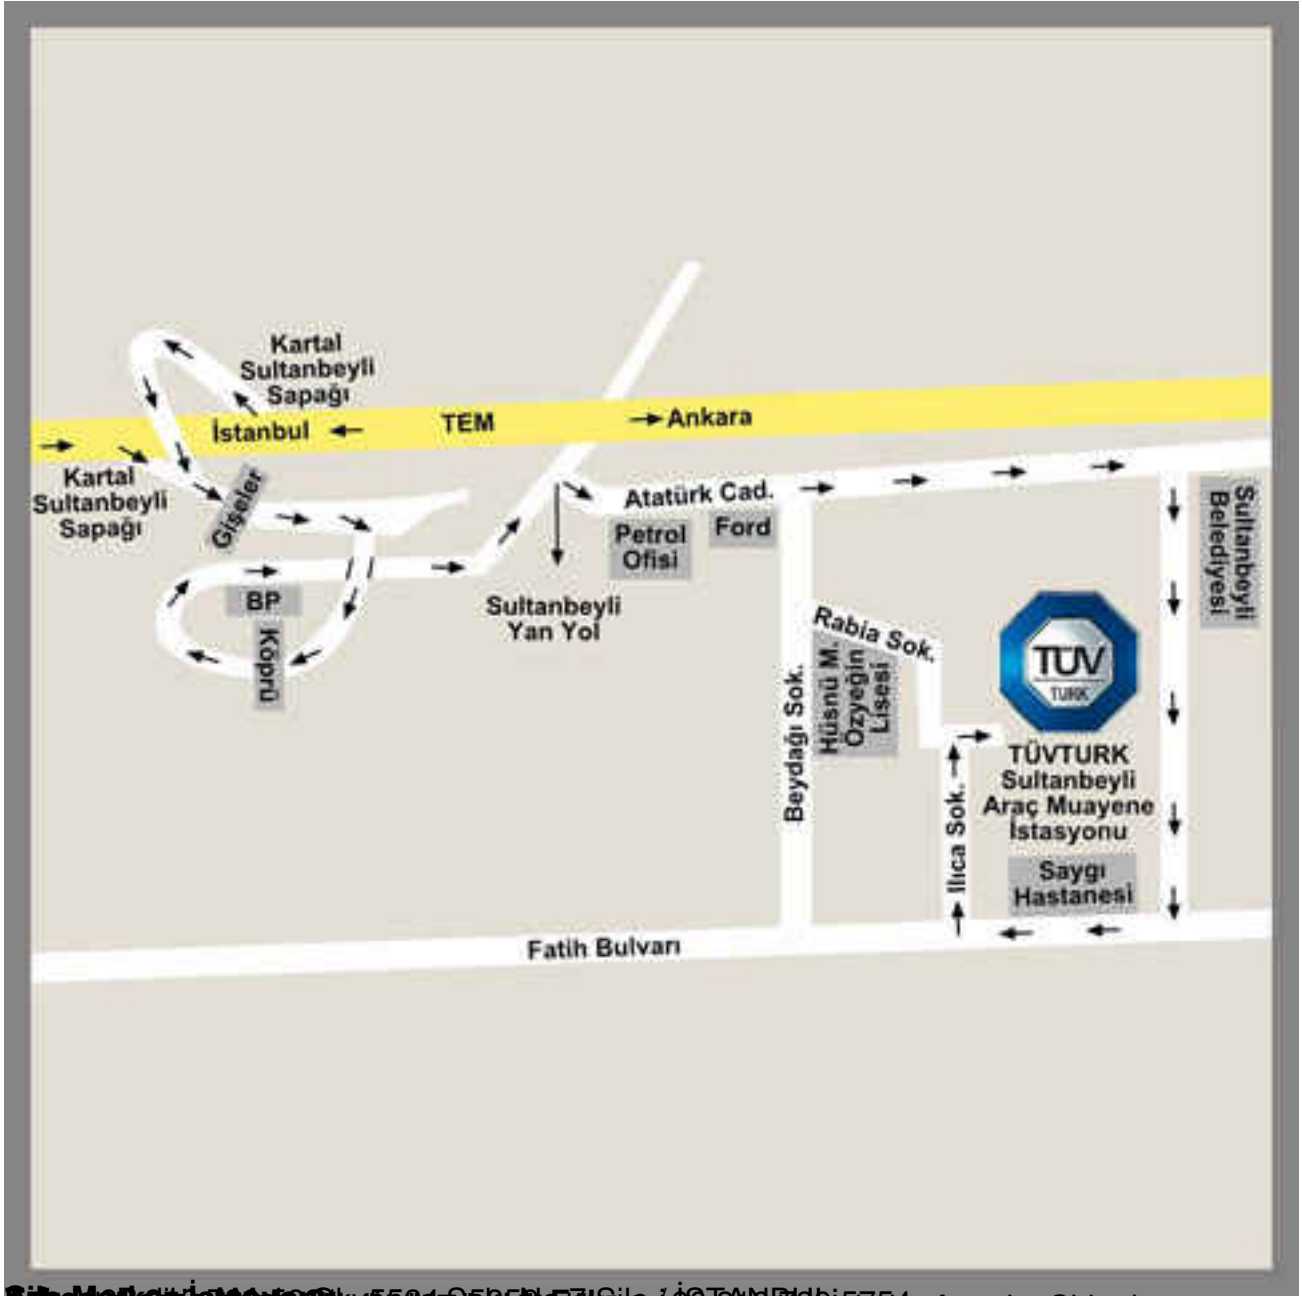 Kartal
Sultanbeyli
Sapağı
İstanbul
TEM
Ankara
Kartal
Sultanbeyli
Sapağı
Gişeler
Atatürk Cad.
Petrol
Ofisi
Ford
Sultanbeyli
Belediyesi
BP
Köprü
Sultanbeyli
Yan Yol
Rabia Sok.
Hüsnü M.
Özyeğin
Lisesi
Beydağı Sok.
TÜV
TURK
TÜVTURK
Sultanbeyli
Araç Muayene
İstasyonu
Ilıca Sok.
Saygı
Hastanesi
Fatih Bulvarı